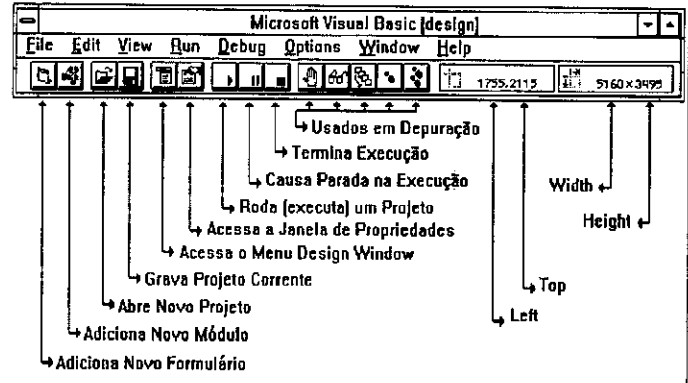 Microsoft Visual Basic [design]
File Edit View Run Debug Options Window Help
1755,2115 5160×3495
Usados em Depuração
Termina Execução
Causa Parada na Execução
Width
Roda (executa) um Projeto
Height
Acessa a Janela de Propriedades
Acessa o Menu Design Window
Grava Projeto Corrente
Top
Abre Novo Projeto
Left
Adiciona Novo Módulo
Adiciona Novo Formulário